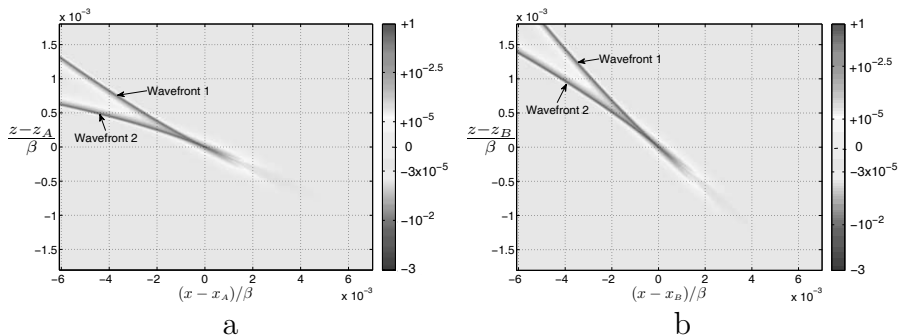 x 10⁻³
1.5
1
0.5
0
−0.5
−1
−1.5
z−z_A
β
Wavefront 1
Wavefront 2
−6
−4
−2
0
2
4
6
(x − x_A)/β
x 10⁻³
+1
+10⁻²·⁵
+10⁻⁵
0
−3x10⁻⁵
−10⁻²
−3
a
x 10⁻³
1.5
1
0.5
0
−0.5
−1
−1.5
z−z_B
β
Wavefront 1
Wavefront 2
−6
−4
−2
0
2
4
6
(x − x_B)/β
x 10⁻³
+1
+10⁻²·⁵
+10⁻⁵
0
−3x10⁻⁵
−10⁻²
−3
b